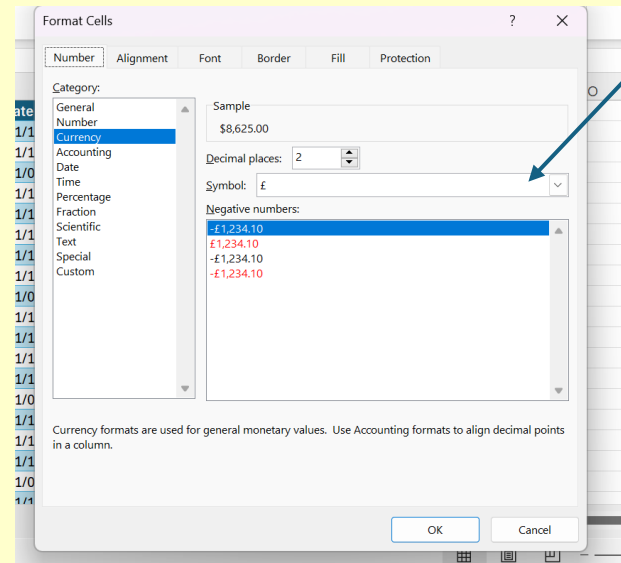 Format Cells ? ×
Number Alignment Font Border Fill Protection
Category:
General
Number
Currency
Accounting
Date
Time
Percentage
Fraction
Scientific
Text
Special
Custom
Sample
$8,625.00
Decimal places: 2
Symbol: £
Negative numbers:
-£1,234.10
£1,234.10
-£1,234.10
-£1,234.10
Currency formats are used for general monetary values. Use Accounting formats to align decimal points
in a column.
OK Cancel
O
ate
1/1
1/1
1/0
1/1
1/1
1/1
1/1
1/1
1/0
1/1
1/1
1/1
1/1
1/0
1/1
1/1
1/1
1/0
1/1